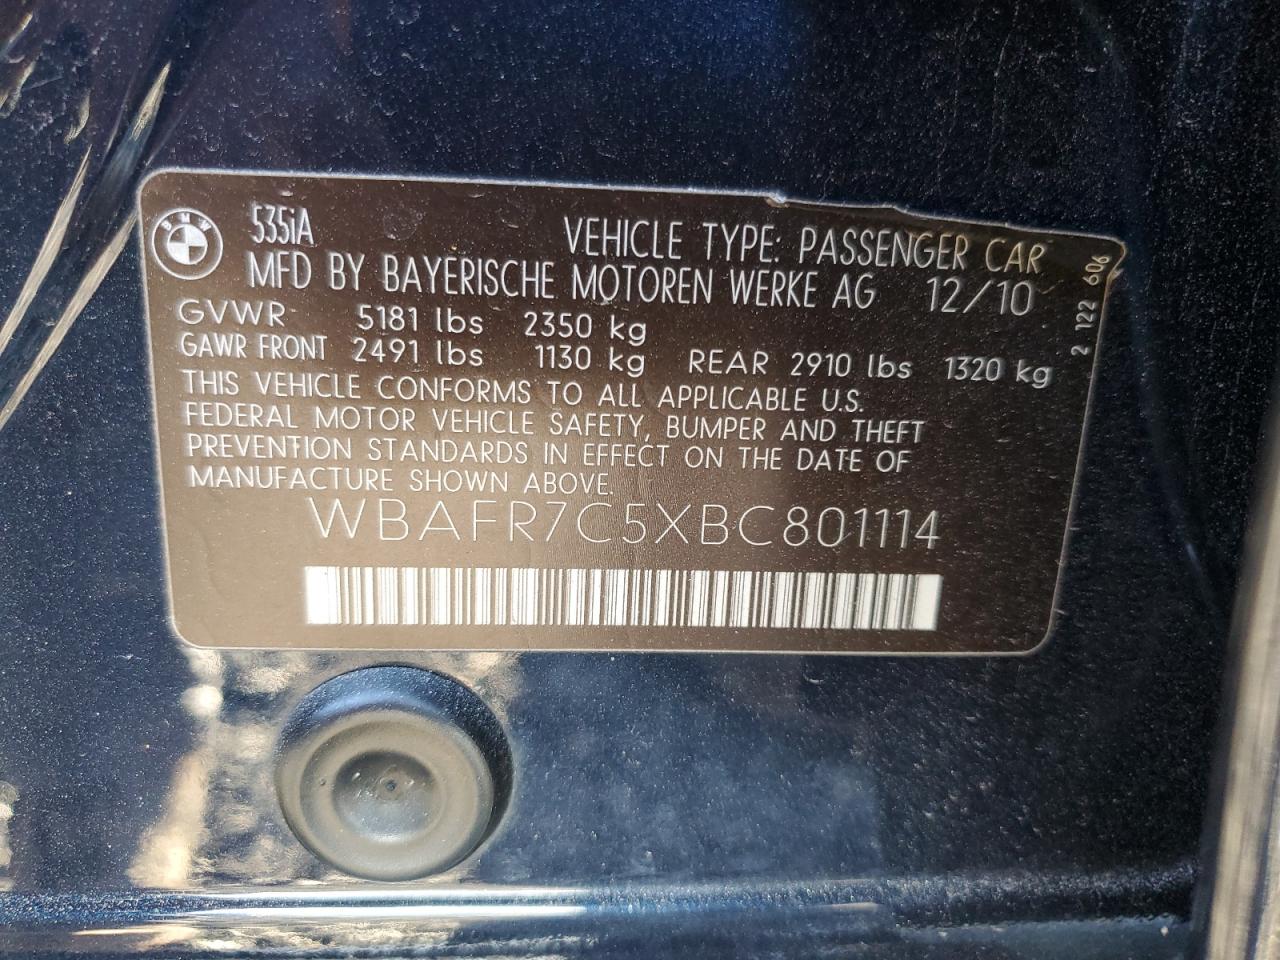 BMW
535iA VEHICLE TYPE: PASSENGER CAR
MFD BY BAYERISCHE MOTOREN WERKE AG 12/10
GVWR 5181 lbs 2350 kg
GAWR FRONT 2491 lbs 1130 kg REAR 2910 lbs 1320 kg
THIS VEHICLE CONFORMS TO ALL APPLICABLE U.S.
FEDERAL MOTOR VEHICLE SAFETY, BUMPER AND THEFT
PREVENTION STANDARDS IN EFFECT ON THE DATE OF
MANUFACTURE SHOWN ABOVE.
WBAFR7C5XBC801114
2 122 606